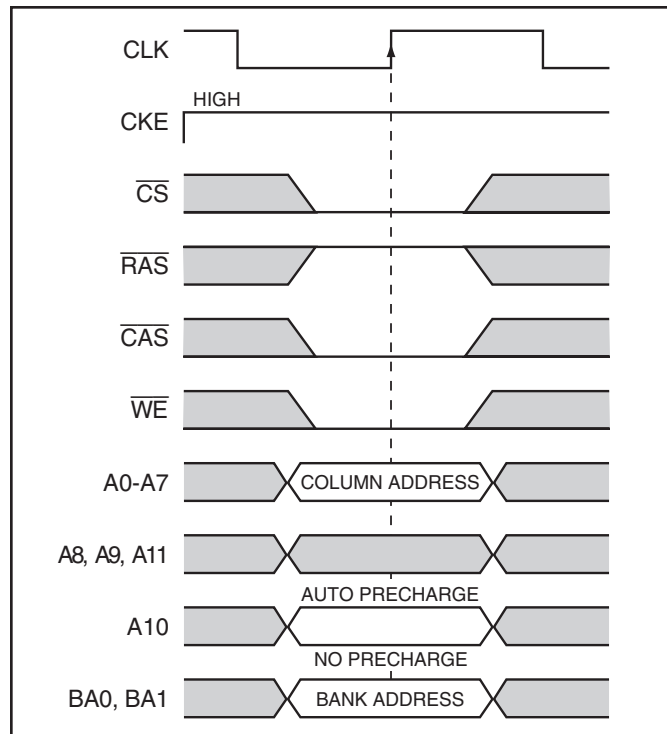 CLK
HIGH
CKE
CS
RAS
CAS
WE
A0-A7 COLUMN ADDRESS
A8, A9, A11
AUTO PRECHARGE
A10
NO PRECHARGE
BA0, BA1 BANK ADDRESS